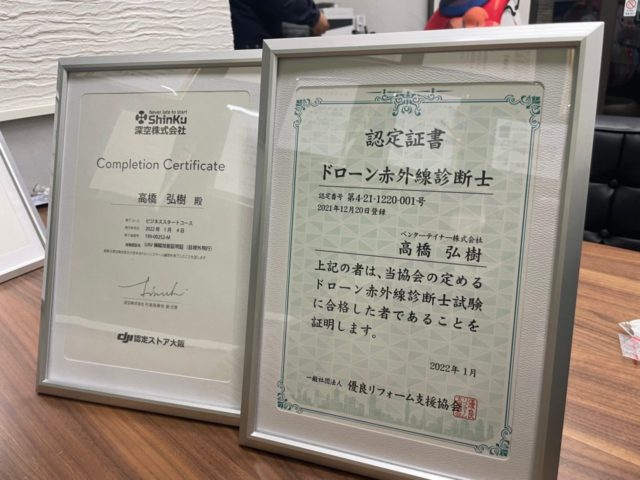 Never late to start
ShinKu
深空株式会社
Completion Certificate
高橋 弘樹 殿
ビジネススタートコース
2022年 1月 4日
深空株式会社
dji 認定ストア大阪
認定証書
ドローン赤外線診断士
認定番号 第4-21-1220-001号
2021年12月20日登録
ベンターテイナー株式会社
高橋 弘樹
上記の者は、当協会の定める
ドローン赤外線診断士試験
に合格した者であることを
証明します。
2022年 1月
一般社団法人 優良リフォーム支援協会